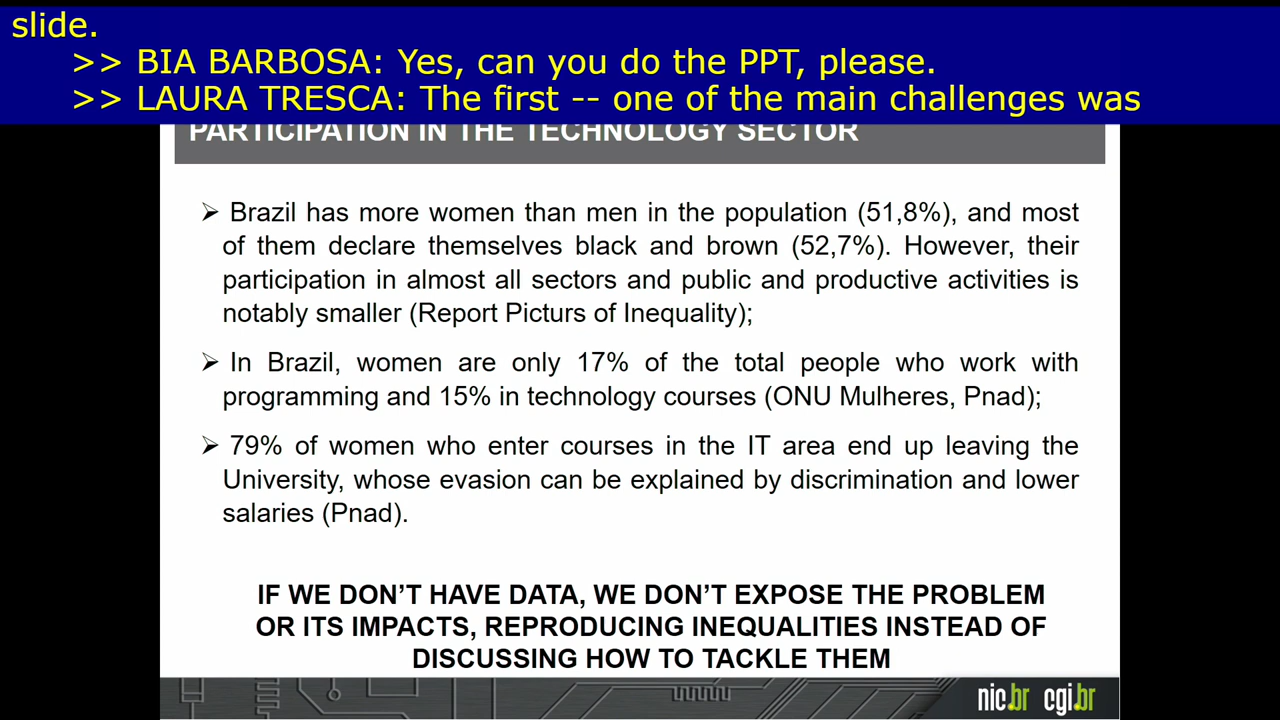 slide.
>> BIA BARBOSA: Yes, can you do the PPT, please.
>> LAURA TRESCA: The first -- one of the main challenges was
PARTICIPATION IN THE TECHNOLOGY SECTOR
➢ Brazil has more women than men in the population (51,8%), and most
of them declare themselves black and brown (52,7%). However, their
participation in almost all sectors and public and productive activities is
notably smaller (Report Picturs of Inequality);
➢ In Brazil, women are only 17% of the total people who work with
programming and 15% in technology courses (ONU Mulheres, Pnad);
➢ 79% of women who enter courses in the IT area end up leaving the
University, whose evasion can be explained by discrimination and lower
salaries (Pnad).
IF WE DON’T HAVE DATA, WE DON’T EXPOSE THE PROBLEM
OR ITS IMPACTS, REPRODUCING INEQUALITIES INSTEAD OF
DISCUSSING HOW TO TACKLE THEM
nic.br cgi.br